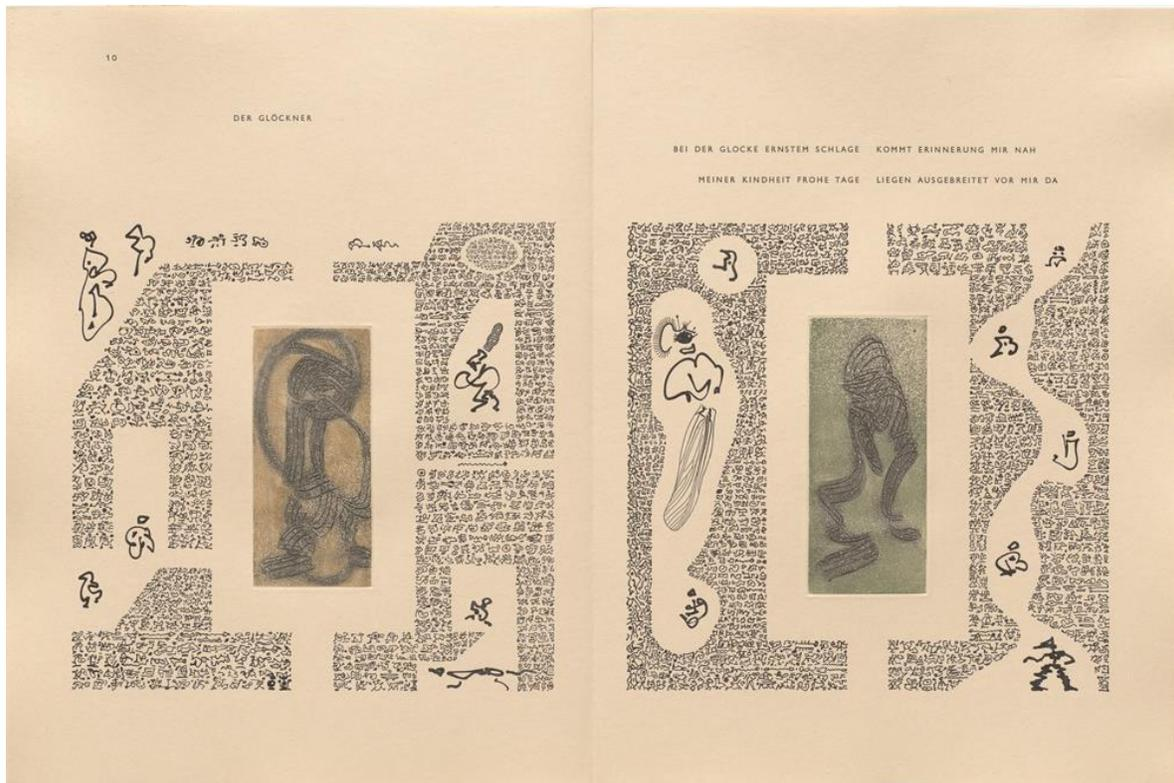 10
DER GLÖCKNER
BEI DER GLOCKE ERNSTEM SCHLAGE KOMMT ERINNERUNG MIR NAH
MEINER KINDHEIT FROHE TAGE LIEGEN AUSGEBREITET VOR MIR DA